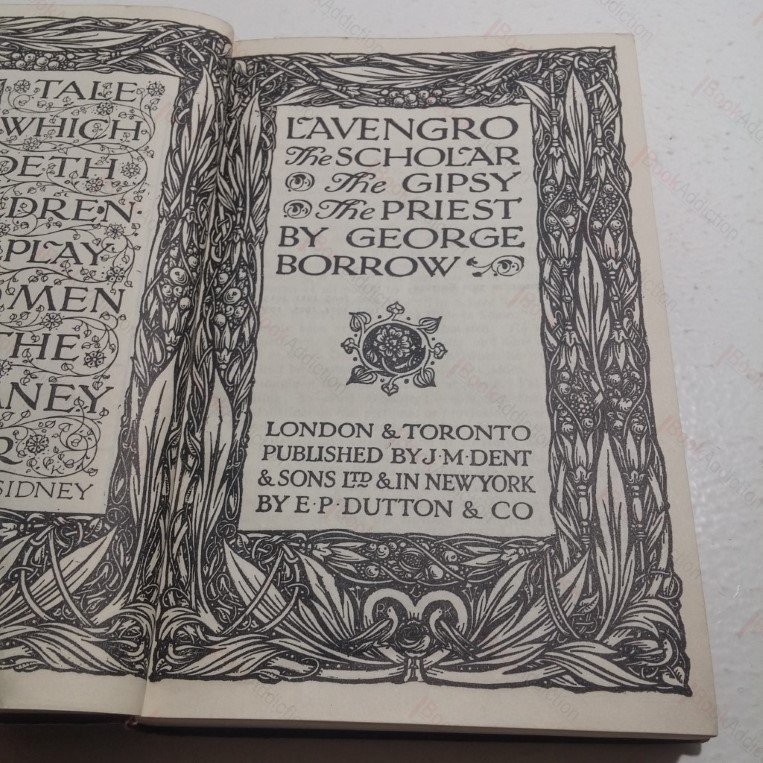 TALE
WHICH
DETH
DREN·
PLAY
MEN
THE
NEY
R
SIDNEY
LAVENGRO
The SCHOLAR
The GIPSY
The PRIEST
BY GEORGE
BORROW
LONDON & TORONTO
PUBLISHED BY J·M·DENT
& SONS LTD & IN NEW YORK
BY E·P·DUTTON & CO
BookAddiction